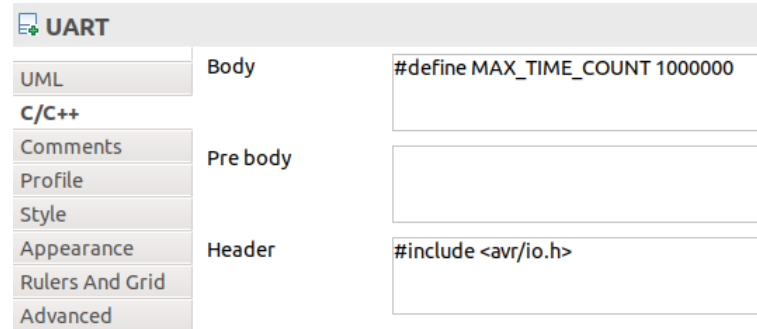 UART
UML
C/C++
Comments
Profile
Style
Appearance
Rulers And Grid
Advanced
Body
#define MAX_TIME_COUNT 1000000
Pre body
Header
#include <avr/io.h>